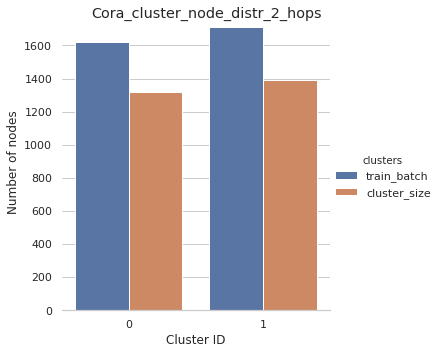 Cora_cluster_node_distr_2_hops
1600
1400
1200
1000
800
600
400
200
0
Number of nodes
0 1
Cluster ID
clusters
train_batch
cluster_size